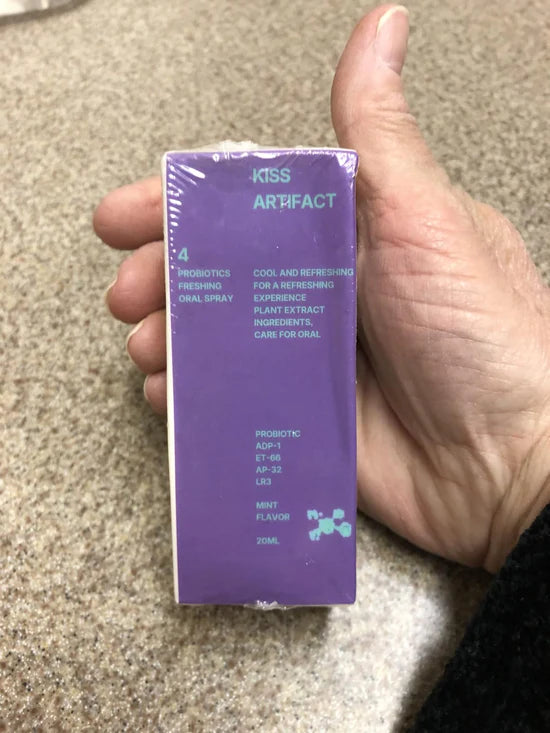 KISS
ARTIFACT
4
PROBIOTICS
FRESHING
ORAL SPRAY
COOL AND REFRESHING
FOR A REFRESHING
EXPERIENCE
PLANT EXTRACT
INGREDIENTS,
CARE FOR ORAL
PROBIOTIC
ADP-1
ET-66
AP-32
LR3
MINT
FLAVOR
20ML